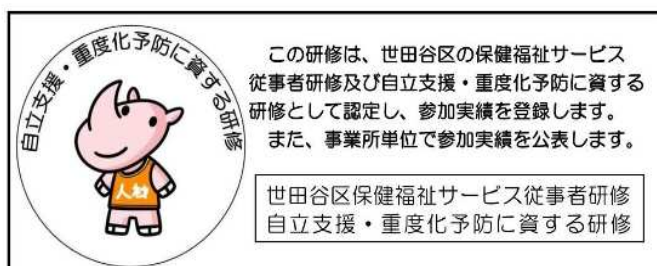 自立支援・重度化予防に資する研修
人材
この研修は、世田谷区の保健福祉サービス
従事者研修及び自立支援・重度化予防に資する
研修として認定し、参加実績を登録します。
また、事業所単位で参加実績を公表します。
世田谷区保健福祉サービス従事者研修
自立支援・重度化予防に資する研修